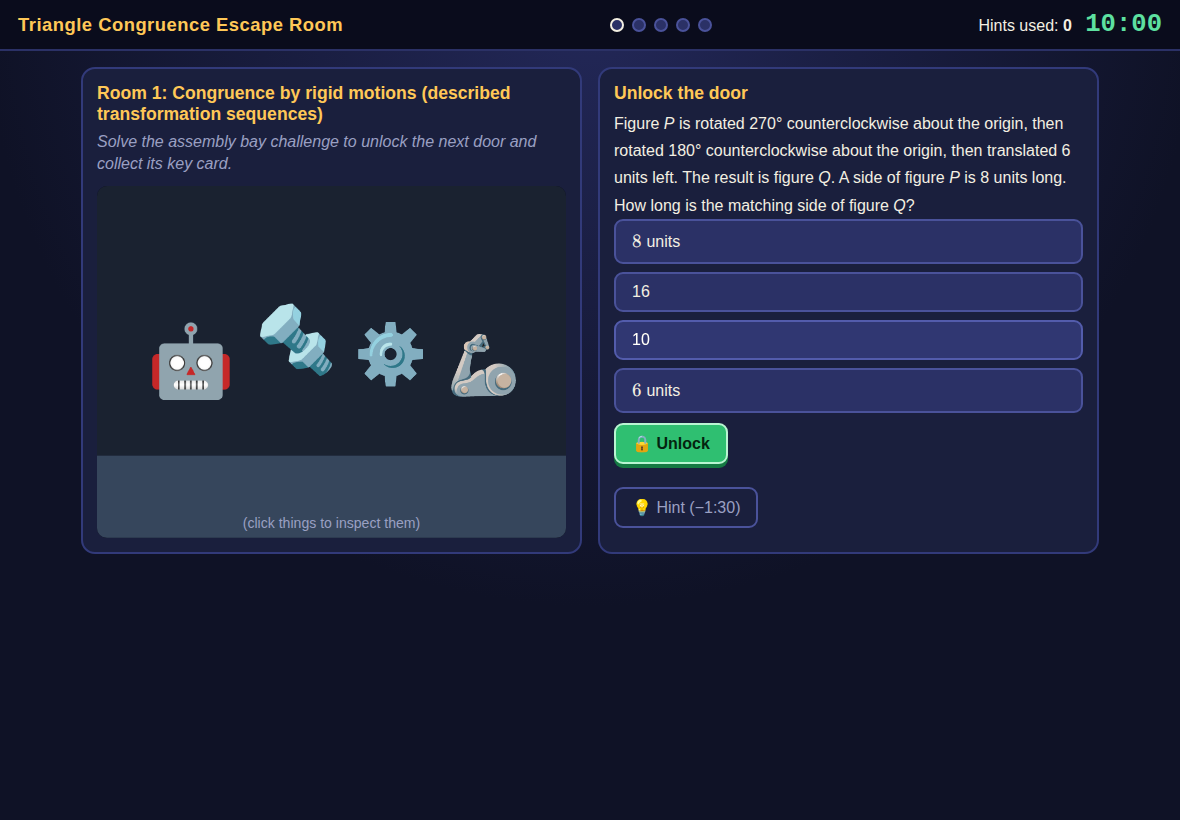 Triangle Congruence Escape Room
Hints used: 0 10:00
Room 1: Congruence by rigid motions (described
transformation sequences)
Solve the assembly bay challenge to unlock the next door and
collect its key card.
(click things to inspect them)
Unlock the door
Figure P is rotated 270° counterclockwise about the origin, then
rotated 180° counterclockwise about the origin, then translated 6
units left. The result is figure Q. A side of figure P is 8 units long.
How long is the matching side of figure Q?
8 units
16
10
6 units
🔒 Unlock
💡 Hint (−1:30)